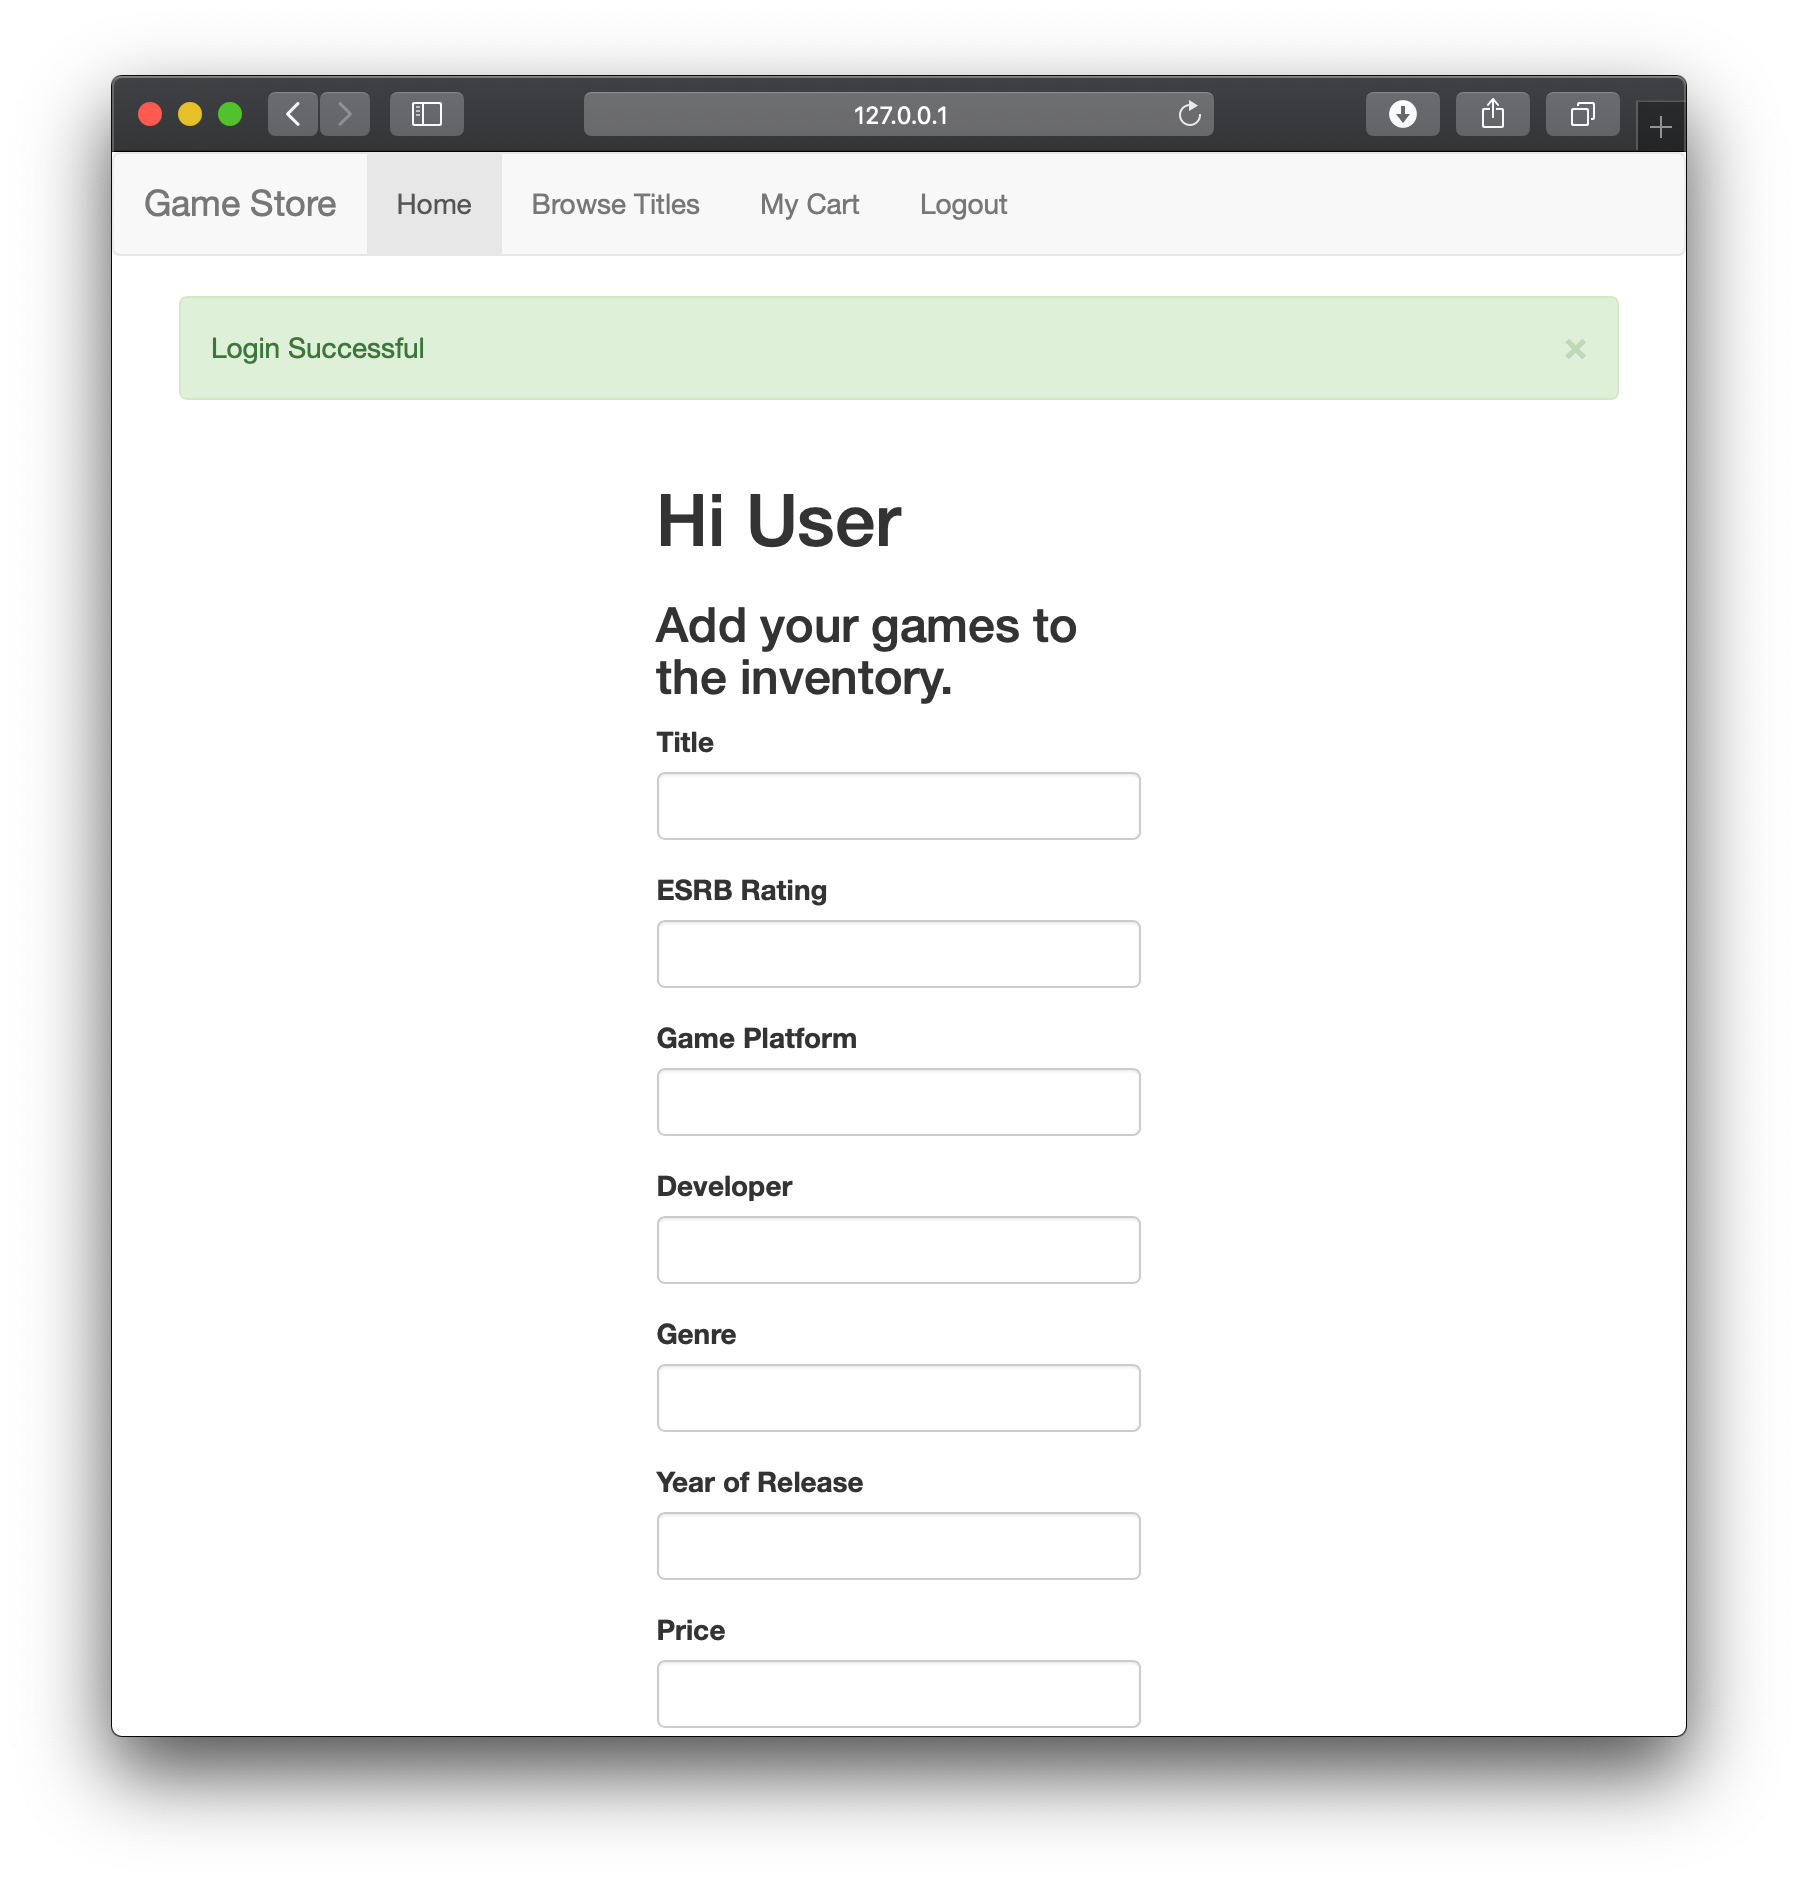 127.0.0.1
Game Store Home Browse Titles My Cart Logout
Login Successful ×
Hi User
Add your games to
the inventory.
Title
ESRB Rating
Game Platform
Developer
Genre
Year of Release
Price